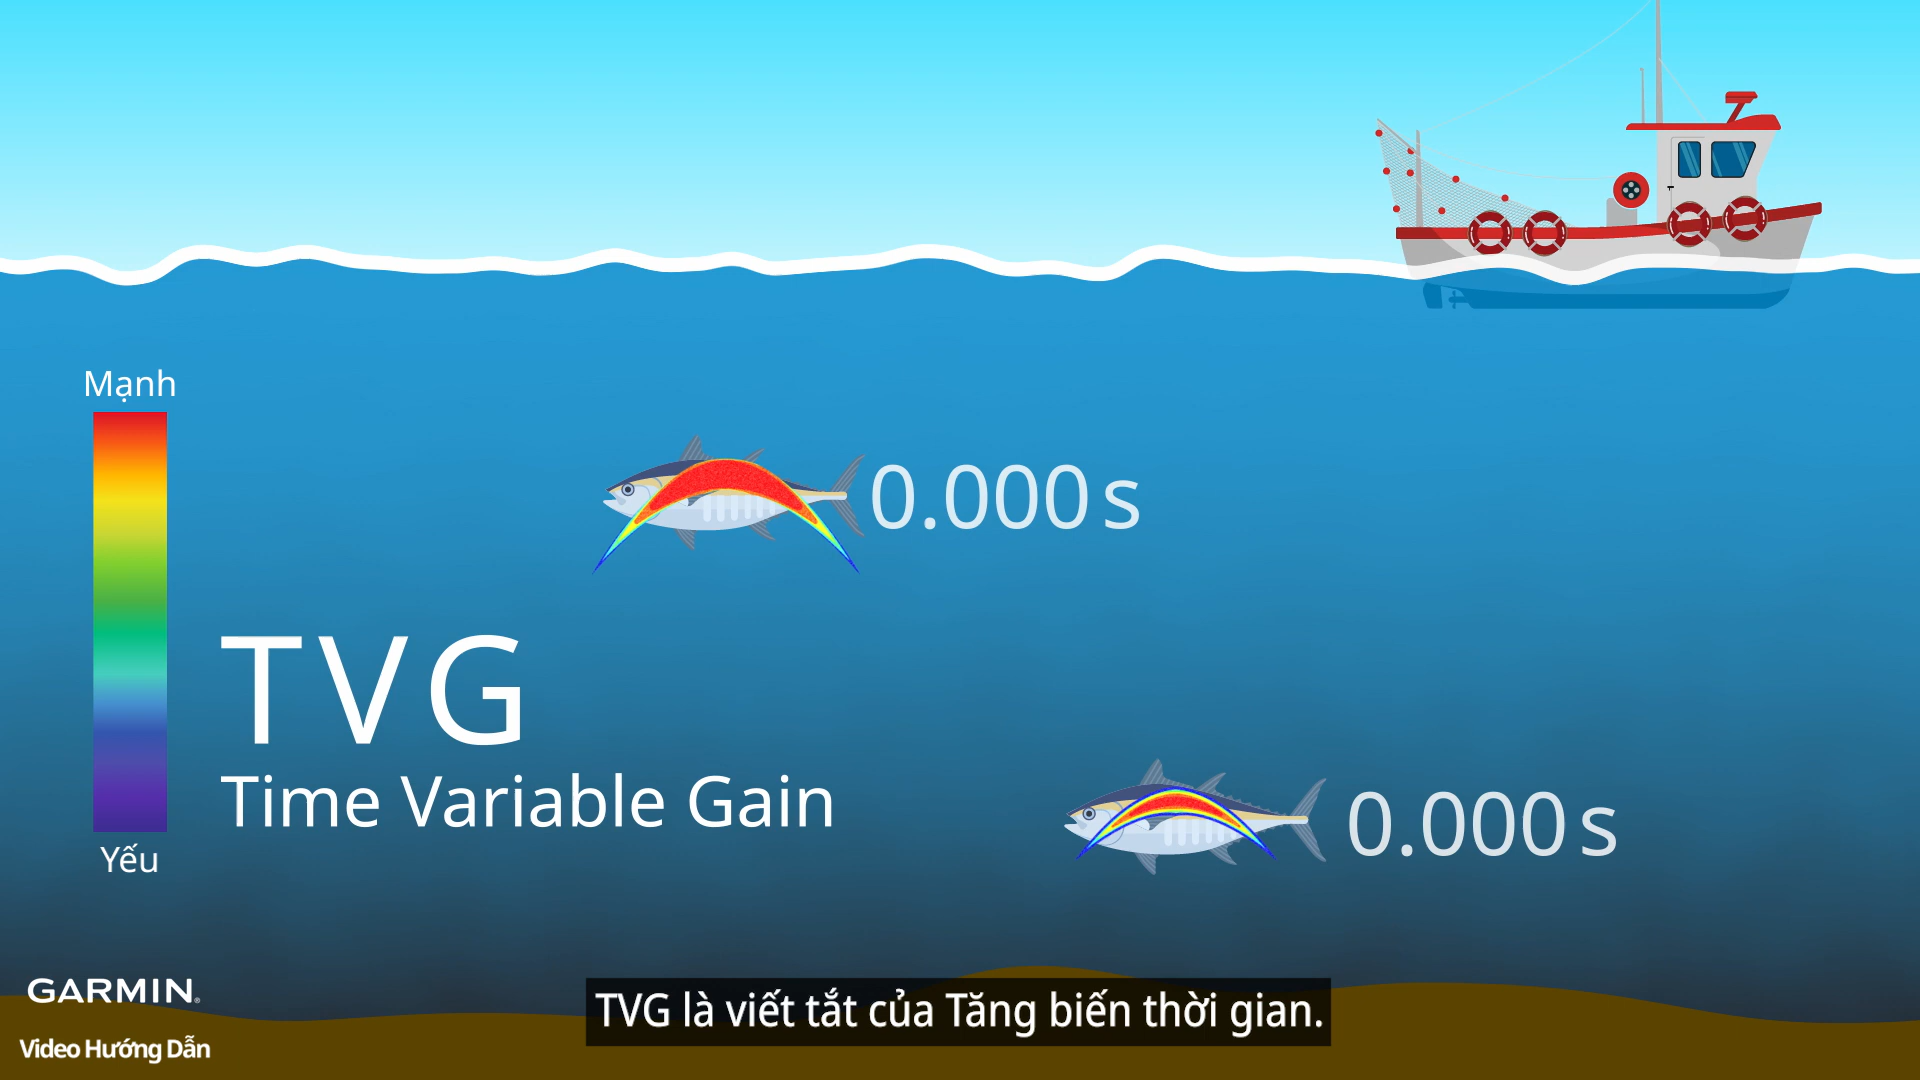 Mạnh
0.000 s
TVG
Time Variable Gain
0.000 s
Yếu
GARMIN®
TVG là viết tắt của Tăng biến thời gian.
Video Hướng Dẫn